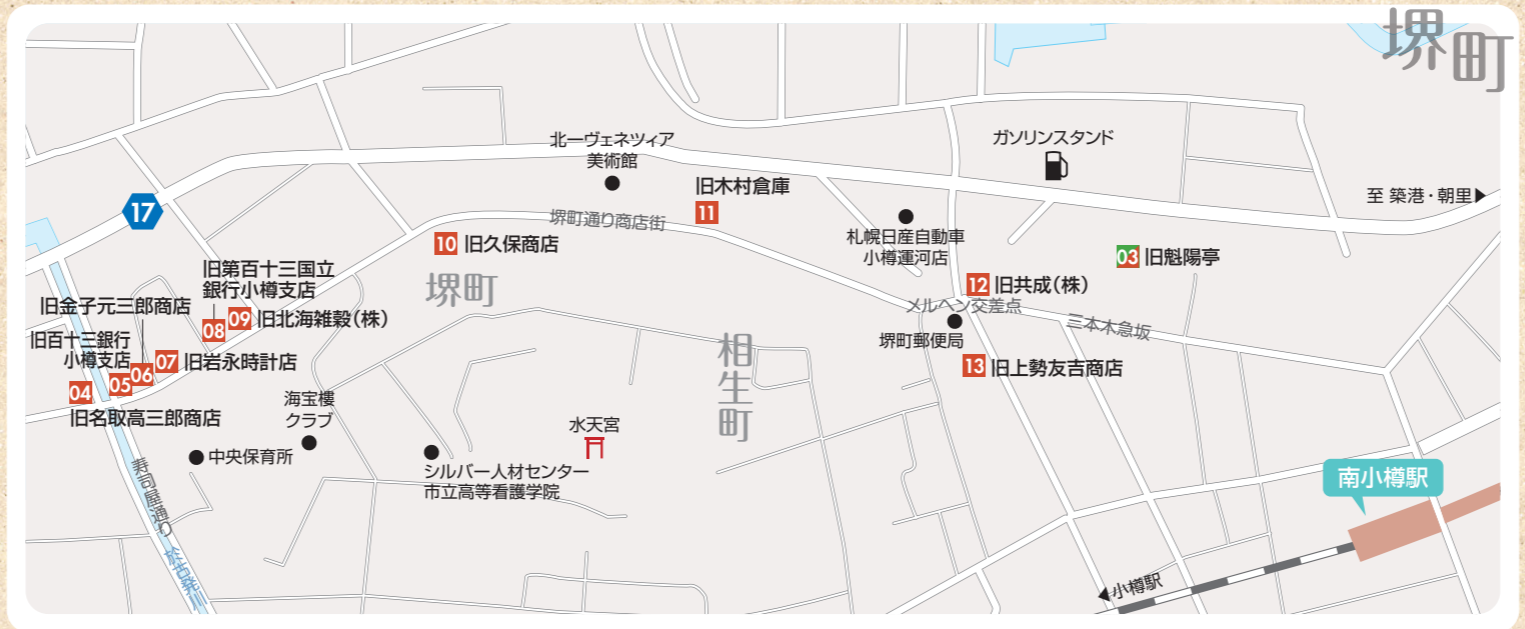 堺町
北一ヴェネツィア
美術館
ガソリンスタンド
旧木村倉庫
11
至 築港・朝里
17
堺町通り商店街
札幌日産自動車
小樽運河店
10 旧久保商店
03 旧魁陽亭
旧第百十三国立
銀行小樽支店
堺町
12 旧共成(株)
旧金子元三郎商店
メルヘン交差点
08
09 旧北海雑穀(株)
三本木急坂
旧百十三銀行
小樽支店
堺町郵便局
相生町
07 旧岩永時計店
13 旧上勢友吉商店
04
05
06
旧名取高三郎商店
海宝樓
クラブ
水天宮
中央保育所
シルバー人材センター
市立高等看護学院
南小樽駅
寿司屋通り
於古発川
小樽駅